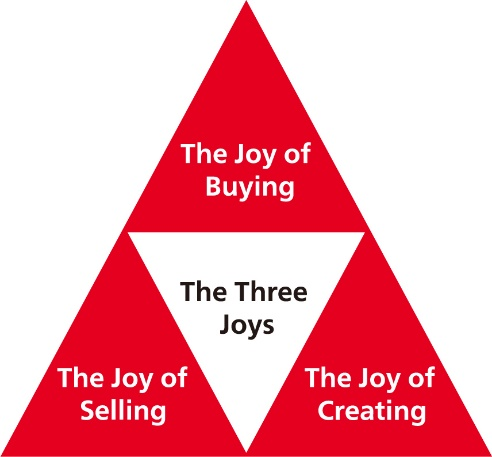 The Joy of
Buying
The Three
Joys
The Joy of
Selling
The Joy of
Creating